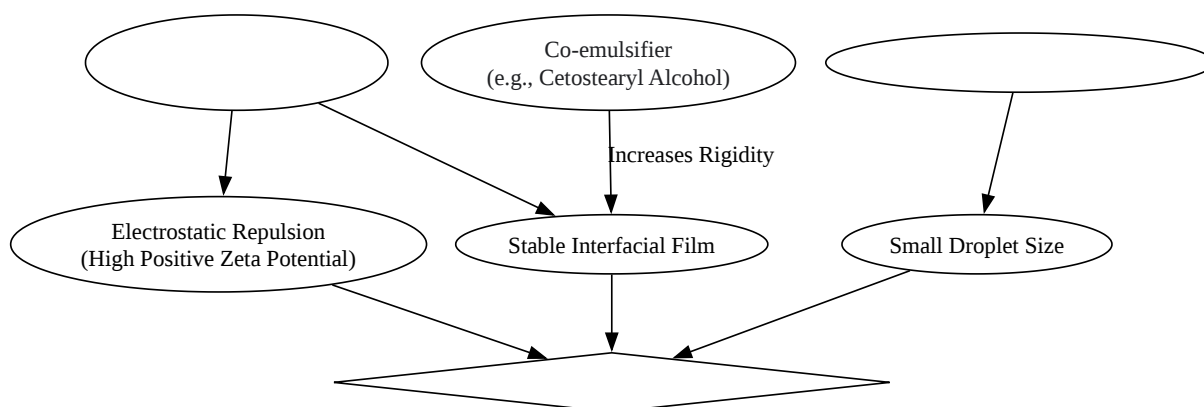 Co-emulsifier
(e.g., Cetostearyl Alcohol)
Increases Rigidity
Electrostatic Repulsion
(High Positive Zeta Potential)
Stable Interfacial Film
Small Droplet Size